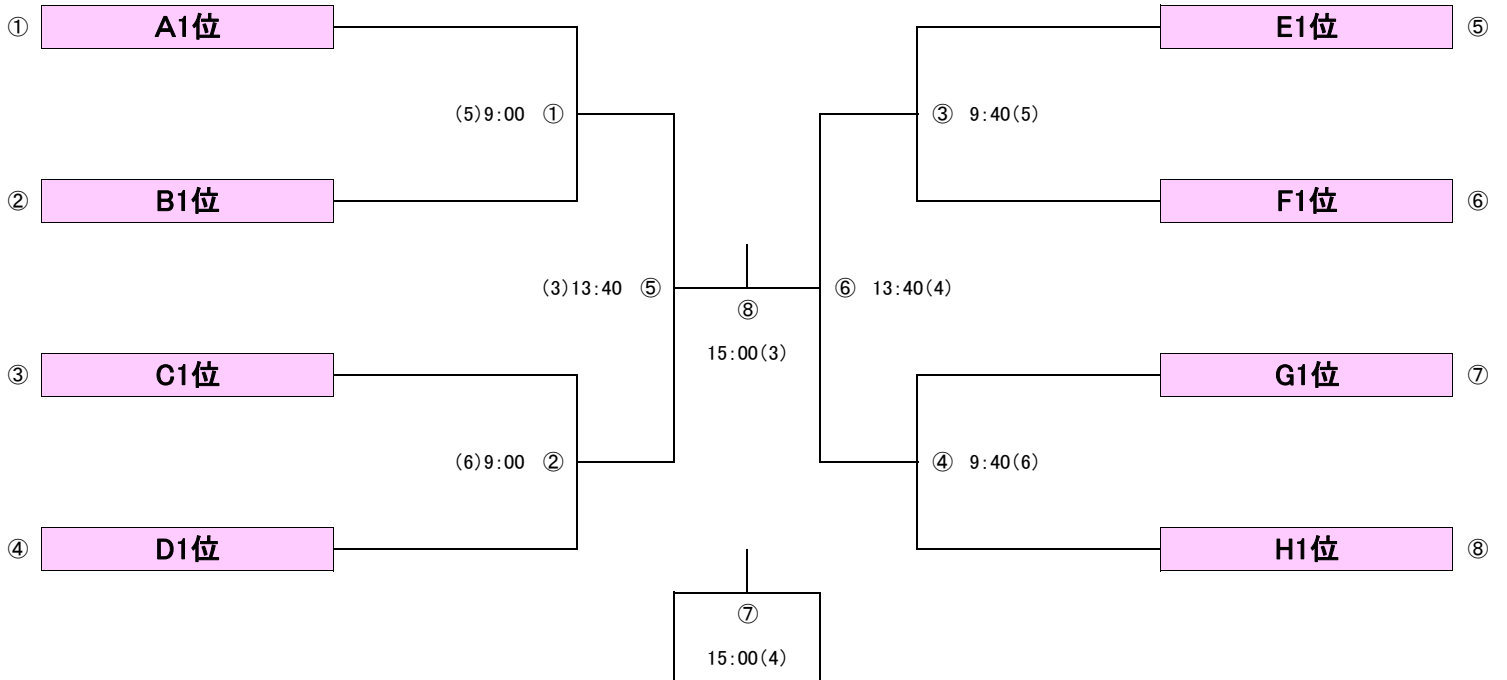 ① A1位 E1位 ⑤
(5)9:00 ① ③ 9:40(5)
② B1位 F1位 ⑥
(3)13:40 ⑤ ⑥ 13:40(4)
⑧
15:00(3)
③ C1位 G1位 ⑦
(6)9:00 ② ④ 9:40(6)
④ D1位 H1位 ⑧
⑦
15:00(4)